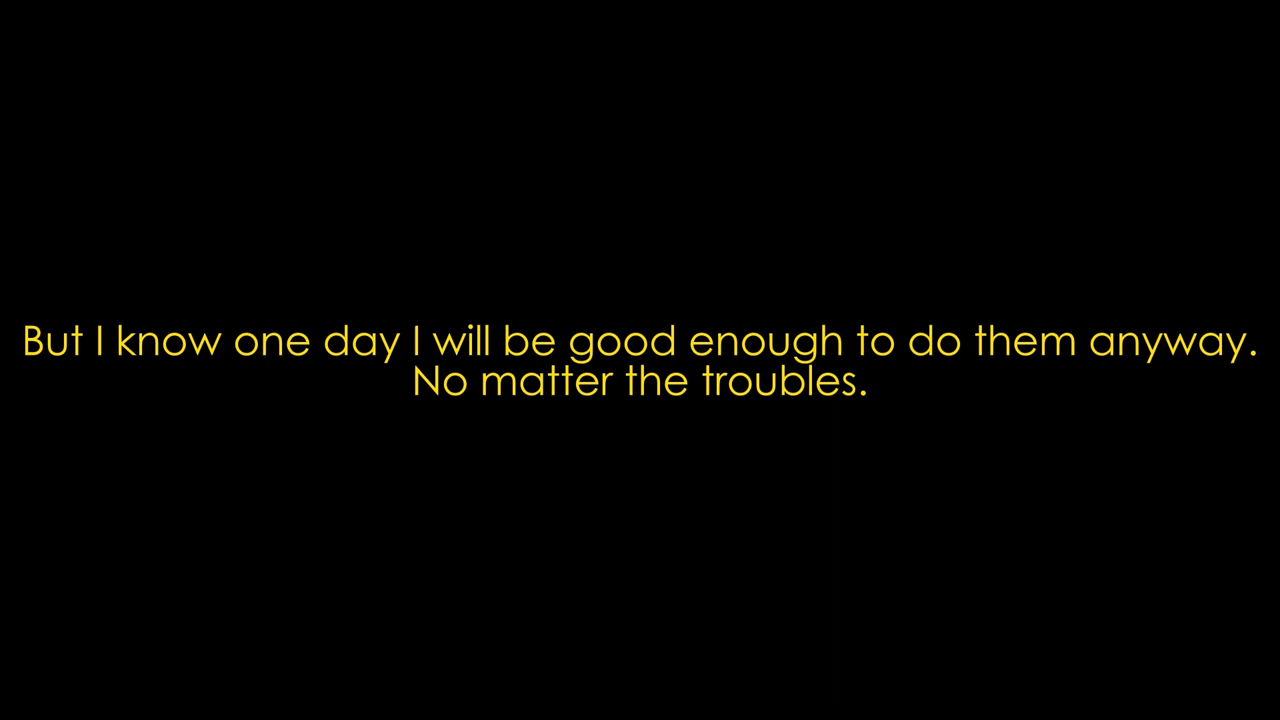 But I know one day I will be good enough to do them anyway.
No matter the troubles.